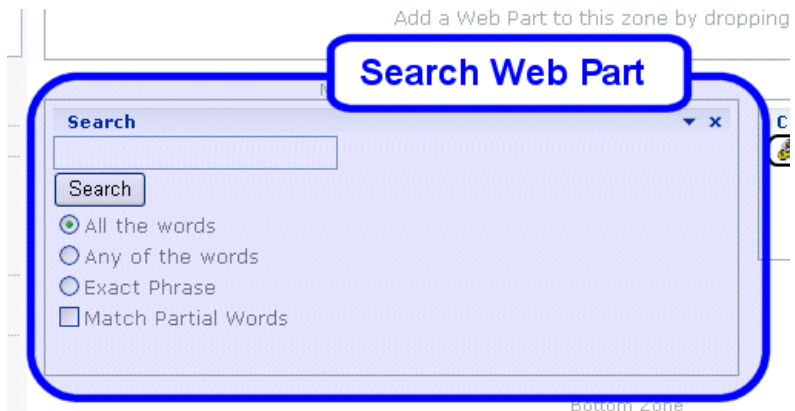 Add a Web Part to this zone by dropping
Search Web Part
Search
Search
All the words
Any of the words
Exact Phrase
Match Partial Words
Bottom Zone